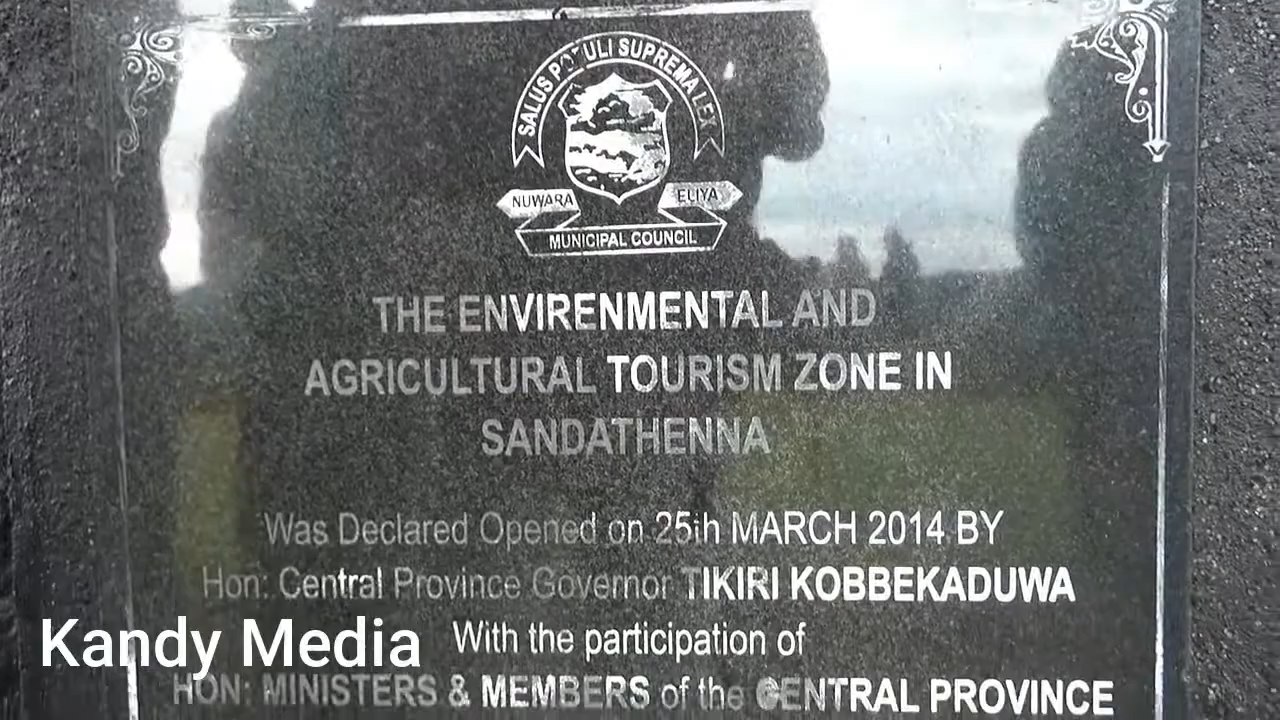 SALUS POPULI SUPREMA LEX
NUWARA ELIYA
MUNICIPAL COUNCIL
THE ENVIRENMENTAL AND
AGRICULTURAL TOURISM ZONE IN
SANDATHENNA
Was Declared Opened on 25th MARCH 2014 BY
Hon: Central Province Governor TIKIRI KOBBEKADUWA
With the participation of
HON: MINISTERS & MEMBERS of the CENTRAL PROVINCE
Kandy Media